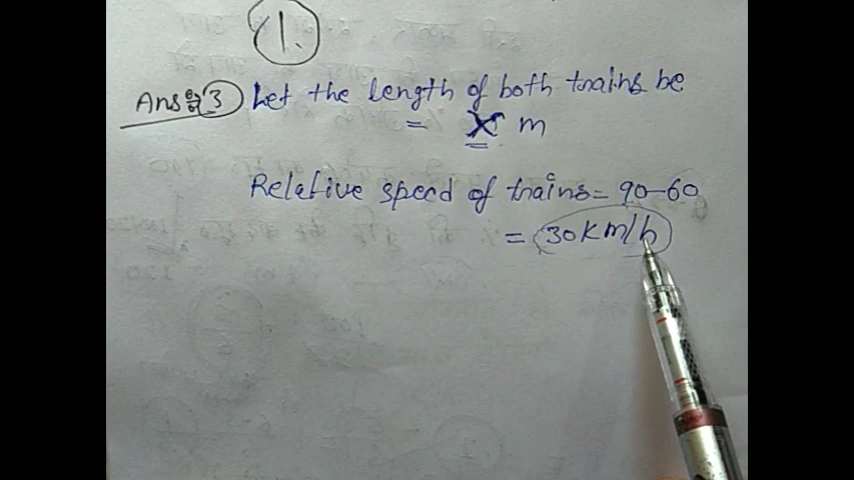 1.
Ans 3 Let the length of both trains be
= X m
Relative speed of trains = 90-60
= 30 Km/h